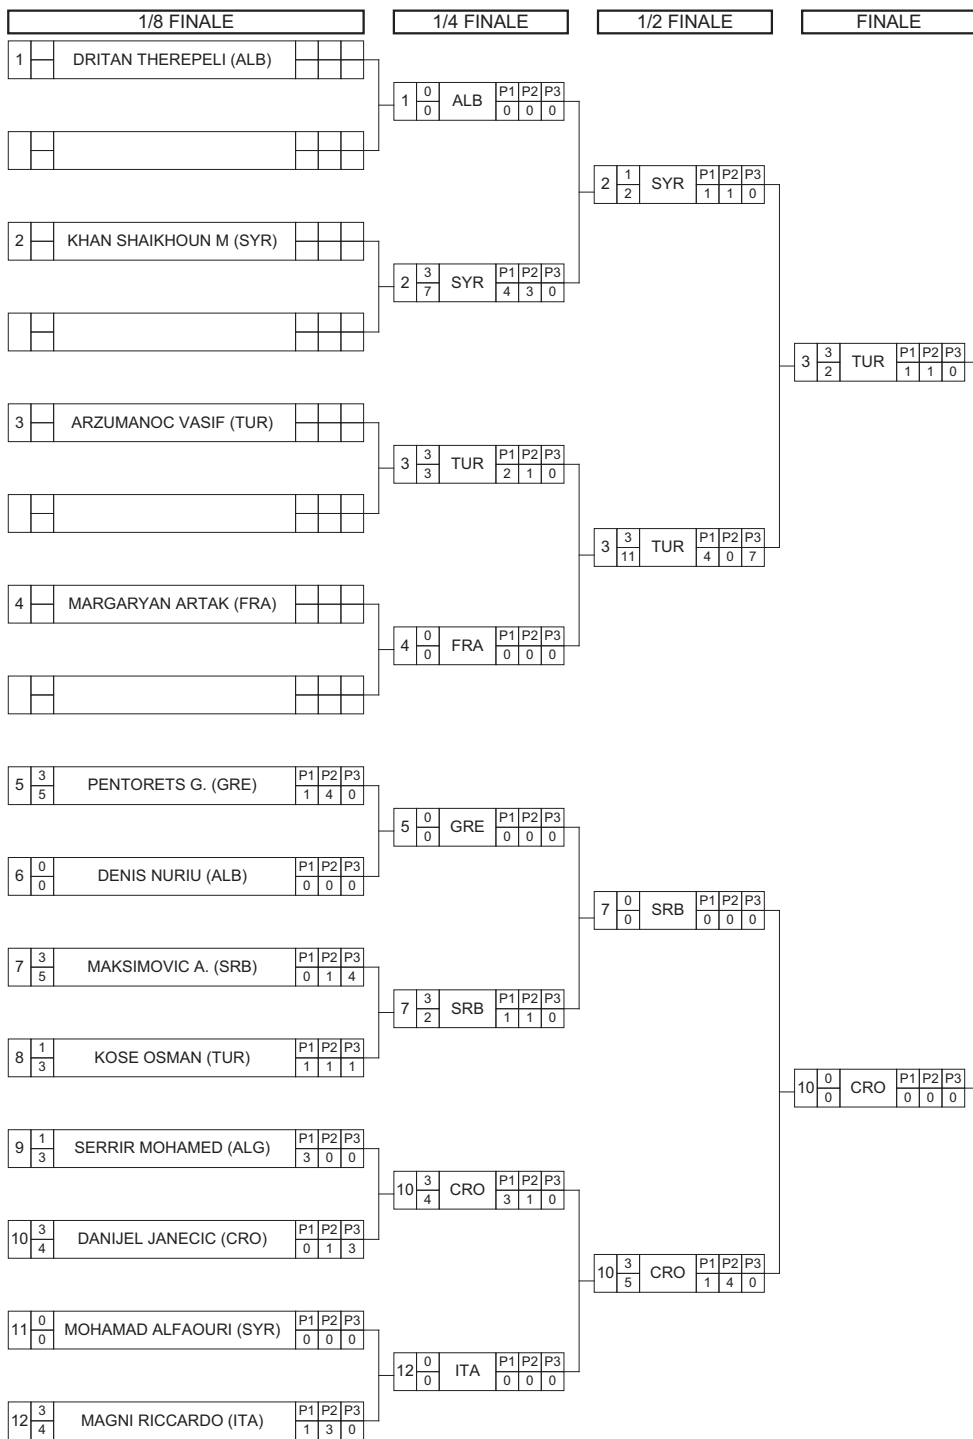 1/8 FINALE 1/4 FINALE 1/2 FINALE FINALE
1 DRITAN THEREPELI (ALB)
1 0 0 ALB P1 P2 P3 0 0 0
2 1 2 SYR P1 P2 P3 1 1 0
2 KHAN SHAIKHOUN M (SYR)
2 3 7 SYR P1 P2 P3 4 3 0
3 3 2 TUR P1 P2 P3 1 1 0
3 ARZUMANOC VASIF (TUR)
3 3 3 TUR P1 P2 P3 2 1 0
3 3 11 TUR P1 P2 P3 4 0 7
4 MARGARYAN ARTAK (FRA)
4 0 0 FRA P1 P2 P3 0 0 0
5 3 5 PENTORETS G. (GRE) P1 P2 P3 1 4 0
5 0 0 GRE P1 P2 P3 0 0 0
6 0 0 DENIS NURIU (ALB) P1 P2 P3 0 0 0
7 0 0 SRB P1 P2 P3 0 0 0
7 3 5 MAKSIMOVIC A. (SRB) P1 P2 P3 0 1 4
7 3 2 SRB P1 P2 P3 1 1 0
8 1 3 KOSE OSMAN (TUR) P1 P2 P3 1 1 1
10 0 0 CRO P1 P2 P3 0 0 0
9 1 3 SERRIR MOHAMED (ALG) P1 P2 P3 3 0 0
10 3 4 CRO P1 P2 P3 3 1 0
10 3 4 DANIJEL JANECIC (CRO) P1 P2 P3 0 1 3
10 3 5 CRO P1 P2 P3 1 4 0
11 0 0 MOHAMAD ALFAOURI (SYR) P1 P2 P3 0 0 0
12 0 0 ITA P1 P2 P3 0 0 0
12 3 4 MAGNI RICCARDO (ITA) P1 P2 P3 1 3 0